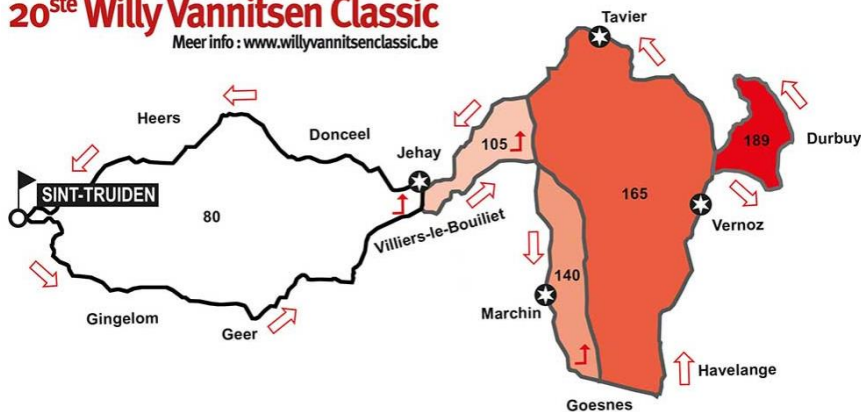 20ste Willy Vannitsen Classic
Meer info : www.willyvannitsenclassic.be
Tavier
Heers
Donceel
Jehay
105
189
Durbuy
SINT-TRUIDEN
80
165
Villiers-le-Bouiliet
Vernoz
140
Marchin
Gingelom
Geer
Havelange
Goesnes